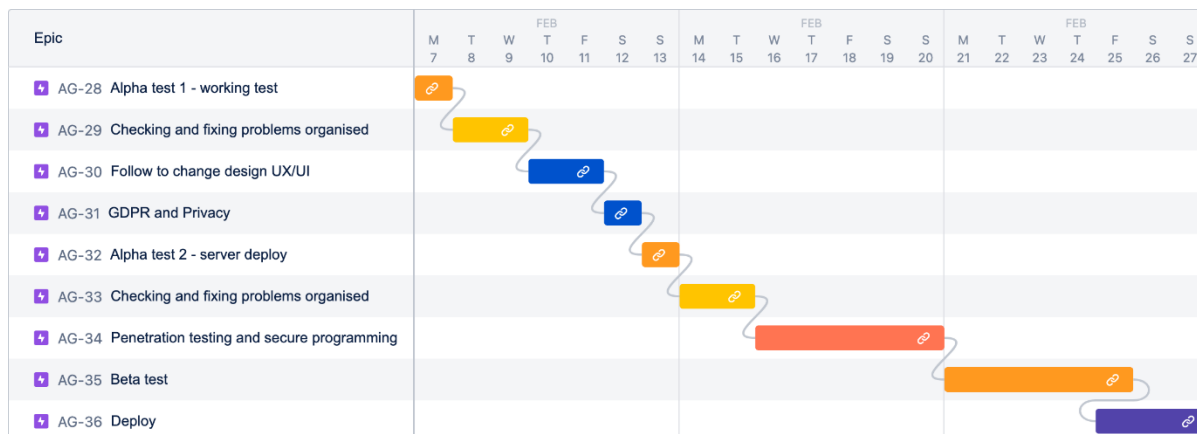 FEB FEB FEB
Epic
M T W T F S S M T W T F S S M T W T F S S
7 8 9 10 11 12 13 14 15 16 17 18 19 20 21 22 23 24 25 26 27
AG-28 Alpha test 1 - working test
AG-29 Checking and fixing problems organised
AG-30 Follow to change design UX/UI
AG-31 GDPR and Privacy
AG-32 Alpha test 2 - server deploy
AG-33 Checking and fixing problems organised
AG-34 Penetration testing and secure programming
AG-35 Beta test
AG-36 Deploy